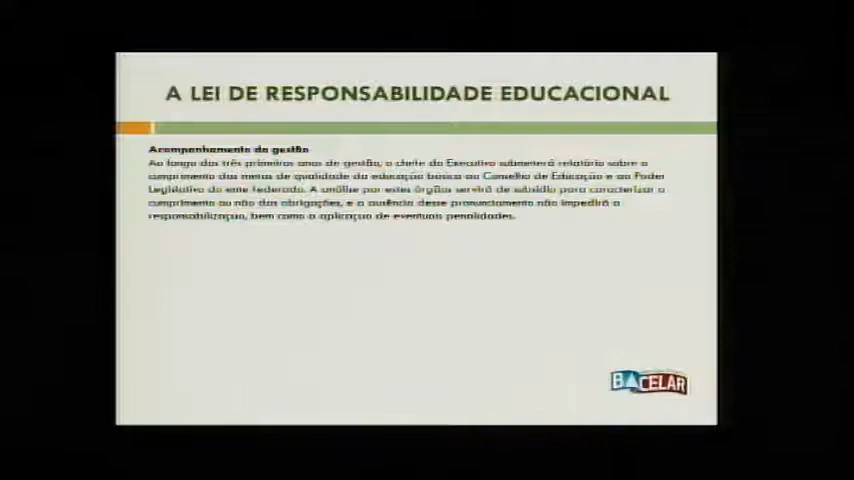 A LEI DE RESPONSABILIDADE EDUCACIONAL
Acompanhamento da gestão
Ao longo dos três primeiros anos de gestão, o chefe do Executivo submeterá relatório sobre o
cumprimento das metas de qualidade da educação básica ao Conselho de Educação e ao Poder
Legislativo do ente federado. A análise por estes órgãos servirá de subsídio para caracterizar o
cumprimento ou não das obrigações, e a ausência desse pronunciamento não impedirá a
responsabilização, bem como a aplicação de eventuais penalidades.
BACELAR